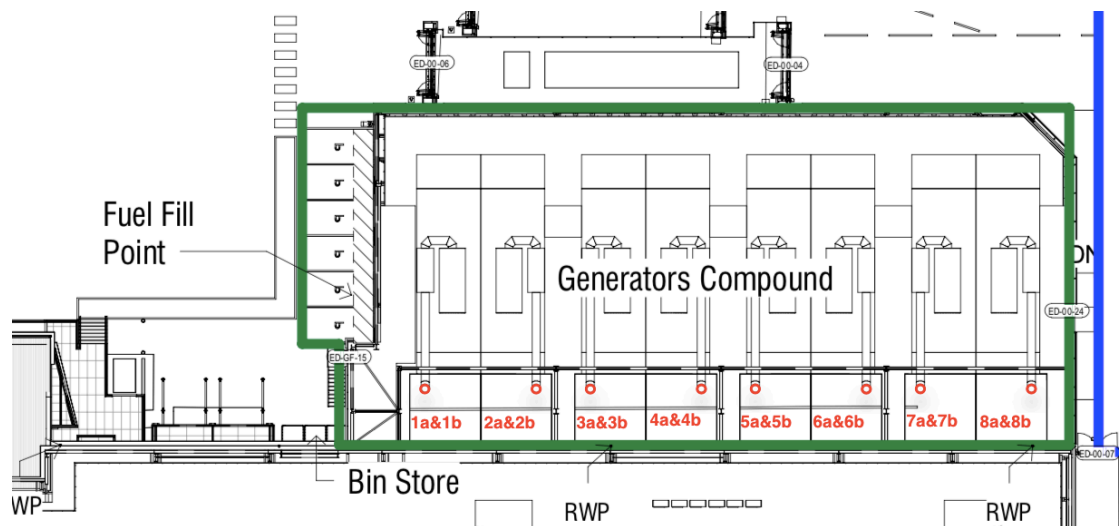 ED-00-06
ED-00-04
Fuel Fill
Point
Generators Compound
ED-00-24
ED-GF-15
1a&1b
2a&2b
3a&3b
4a&4b
5a&5b
6a&6b
7a&7b
8a&8b
ED-00-07
Bin Store
WP
RWP
RWP